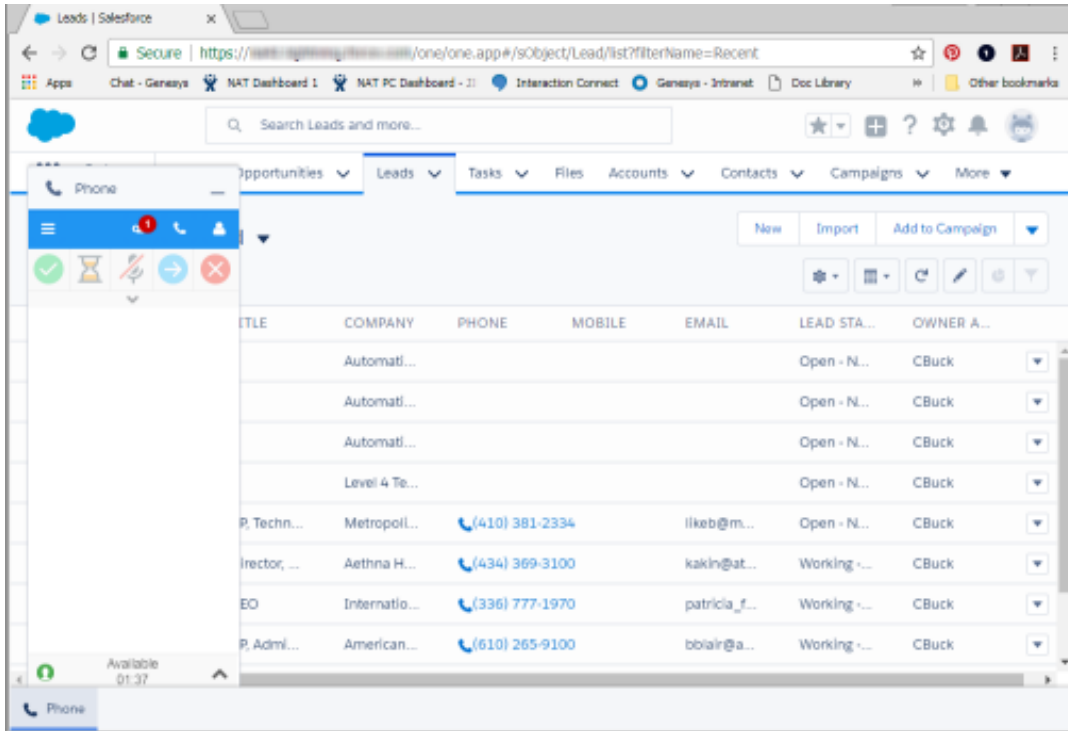 Leads | Salesforce
Secure | https:// /one/one.app#/sObject/Lead/list?filterName=Recent
Apps Chat - Genesys NAT Dashboard 1 NAT PC Dashboard - Interaction Connect Genesys - Intranet Doc Library » Other bookmarks
Search Leads and more...
Opportunities Leads Tasks Files Accounts Contacts Campaigns More
Phone
1
New Import Add to Campaign
ITLE COMPANY PHONE MOBILE EMAIL LEAD STA... OWNER A...
Automati... Open - N... CBuck
Automati... Open - N... CBuck
Automati... Open - N... CBuck
Level 4 Te... Open - N... CBuck
P, Techn... Metropoli... (410) 381-2334 Open - N... CBuck
irector, ... Aethna H... (434) 369-3100 kakin@at... Working -... CBuck
EO Internatio... (336) 777-1970 patricia_f... Working -... CBuck
P, Admi... American... (610) 265-9100 bblair@a... Working -... CBuck
Available
01:37
Phone